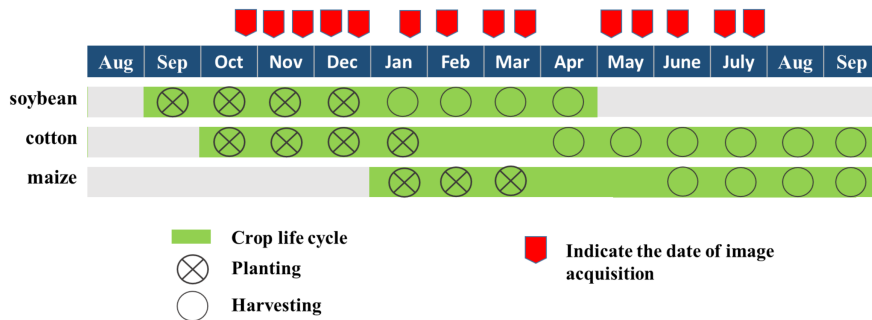 Aug Sep Oct Nov Dec Jan Feb Mar Apr May June July Aug Sep
soybean
cotton
maize
Crop life cycle
Planting
Harvesting
Indicate the date of image
acquisition